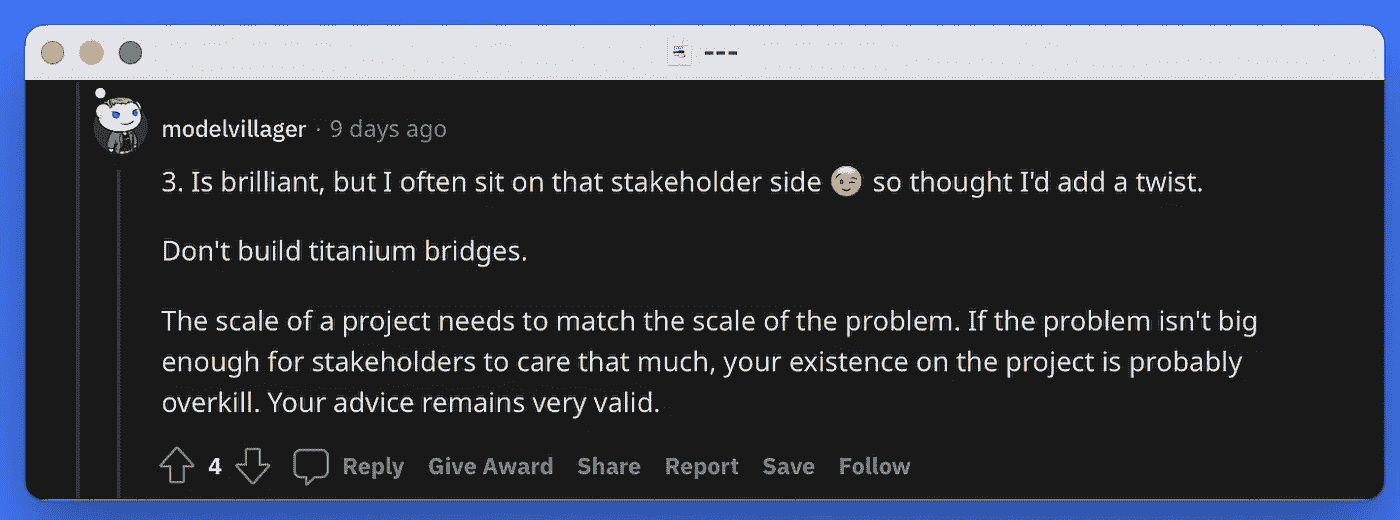 ---
modelvillager · 9 days ago
3. Is brilliant, but I often sit on that stakeholder side 😉 so thought I'd add a twist.
Don't build titanium bridges.
The scale of a project needs to match the scale of the problem. If the problem isn't big
enough for stakeholders to care that much, your existence on the project is probably
overkill. Your advice remains very valid.
4 Reply Give Award Share Report Save Follow